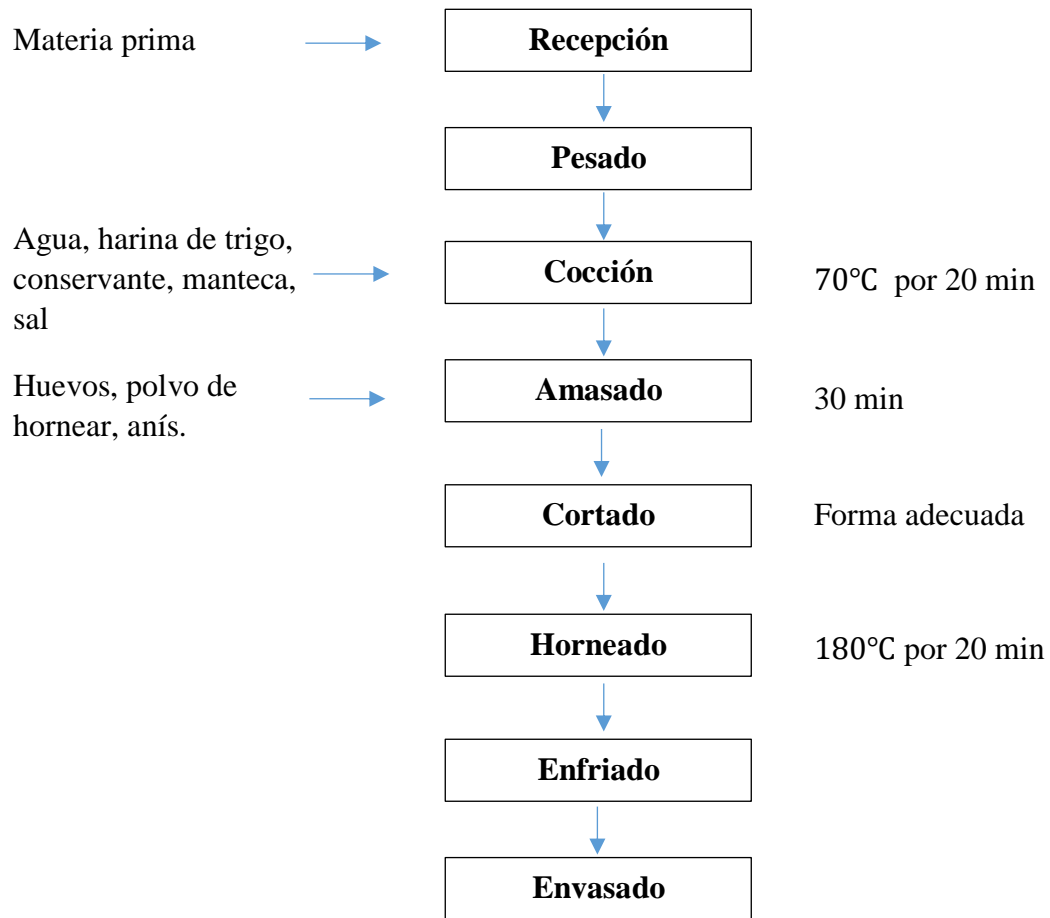 Materia prima
Recepción
Pesado
Agua, harina de trigo,
conservante, manteca,
sal
Cocción
70°C por 20 min
Huevos, polvo de
hornear, anís.
Amasado
30 min
Cortado
Forma adecuada
Horneado
180°C por 20 min
Enfriado
Envasado